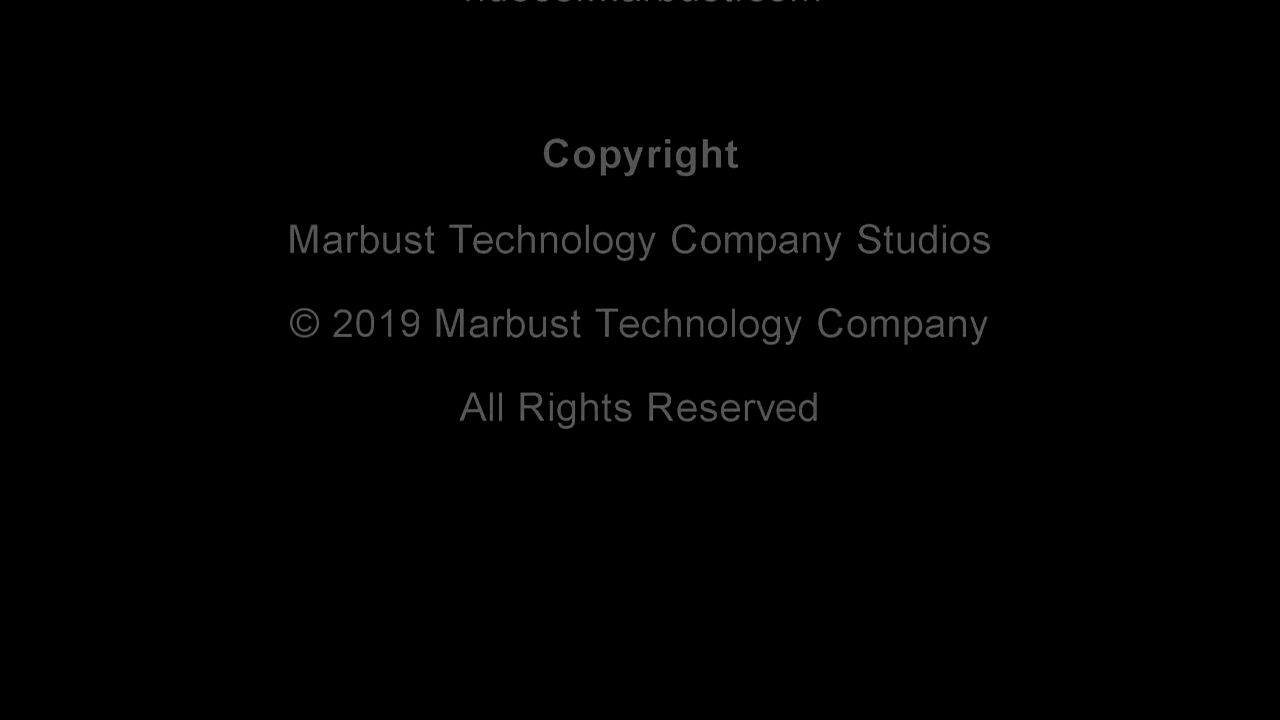 Copyright
Marbust Technology Company Studios
© 2019 Marbust Technology Company
All Rights Reserved